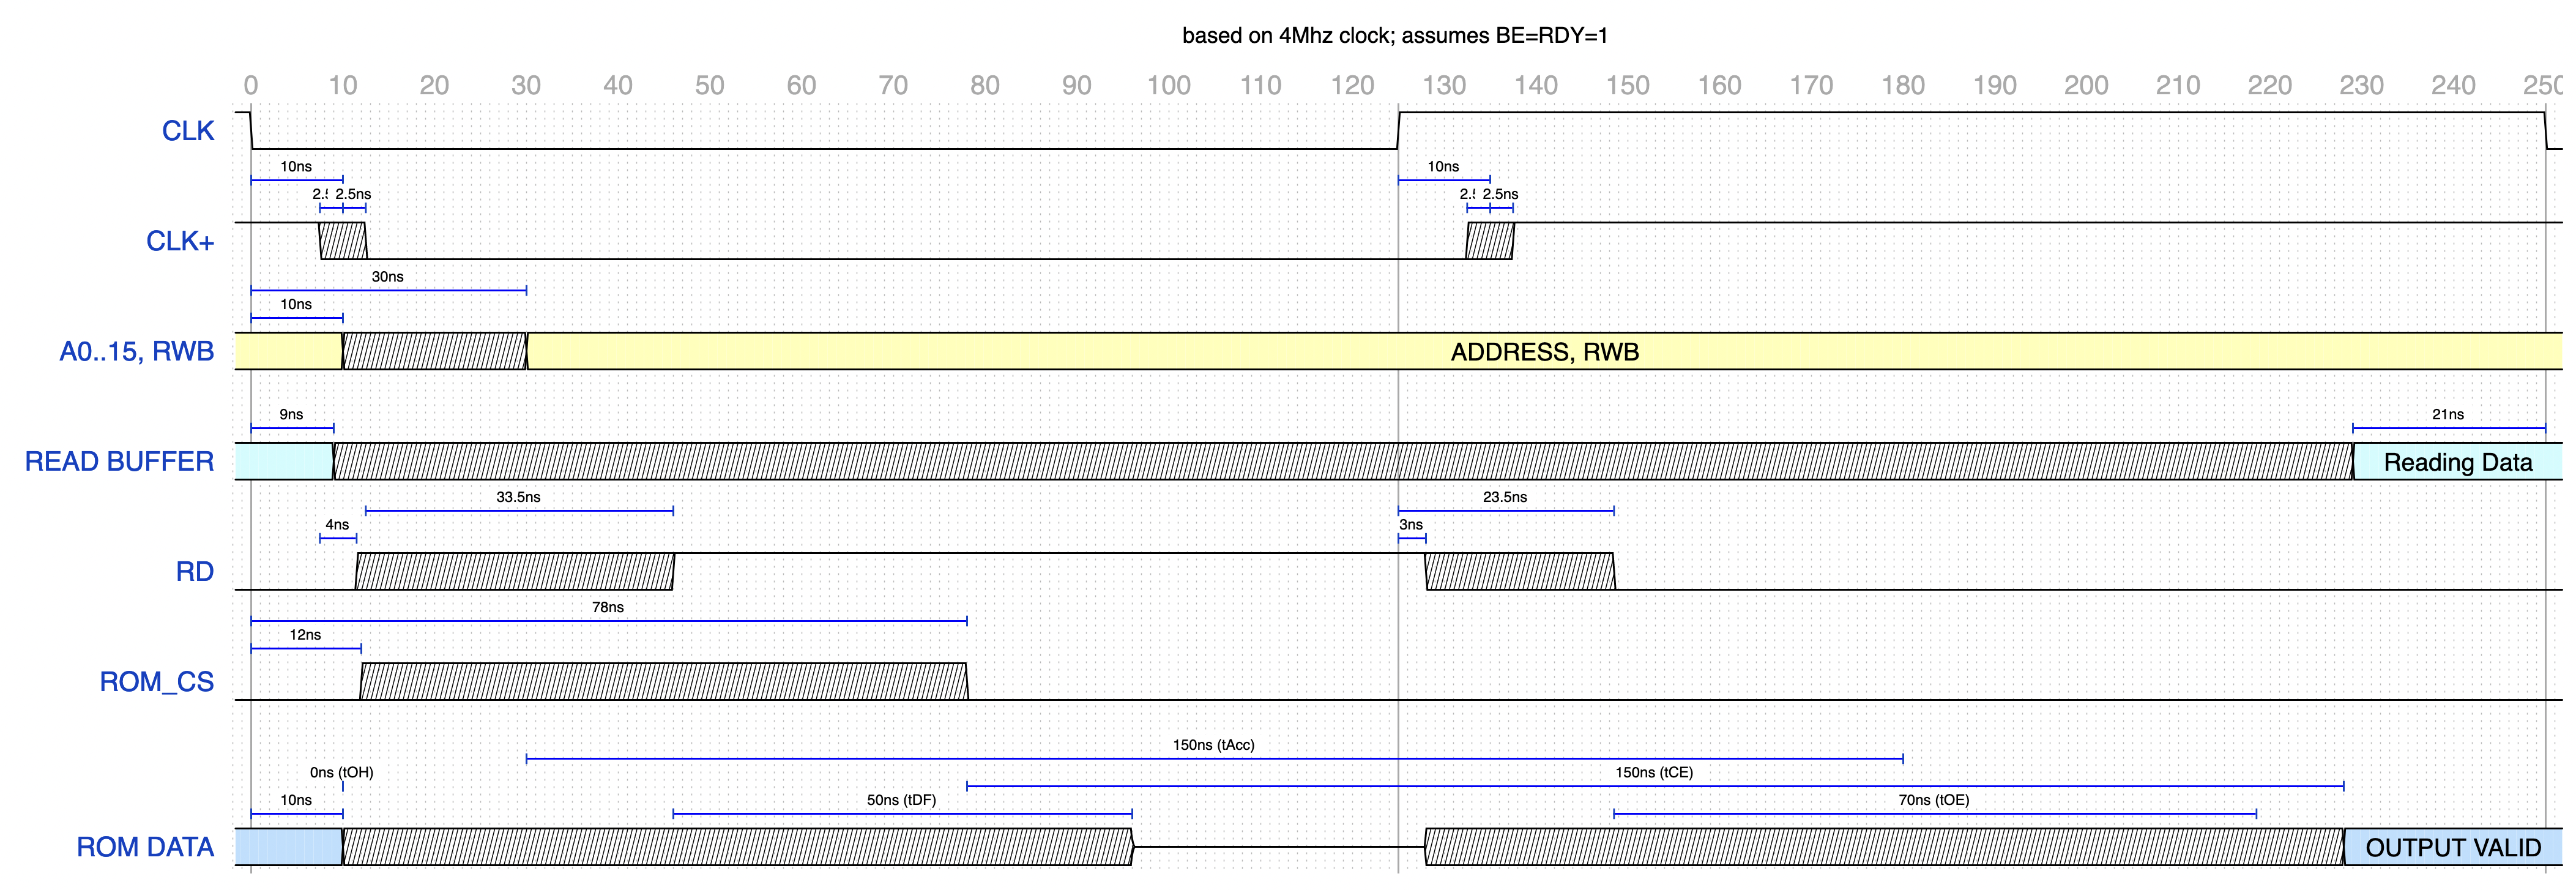 based on 4Mhz clock; assumes BE=RDY=1
0 10 20 30 40 50 60 70 80 90 100 110 120 130 140 150 160 170 180 190 200 210 220 230 240 250
CLK
10ns 10ns
2.5 2.5ns 2.5 2.5ns
CLK+
30ns
10ns
A0..15, RWB ADDRESS, RWB
9ns 21ns
READ BUFFER Reading Data
33.5ns 23.5ns
4ns 3ns
RD
78ns
12ns
ROM_CS
150ns (tAcc)
0ns (tOH) 150ns (tCE)
10ns 50ns (tDF) 70ns (tOE)
ROM DATA OUTPUT VALID